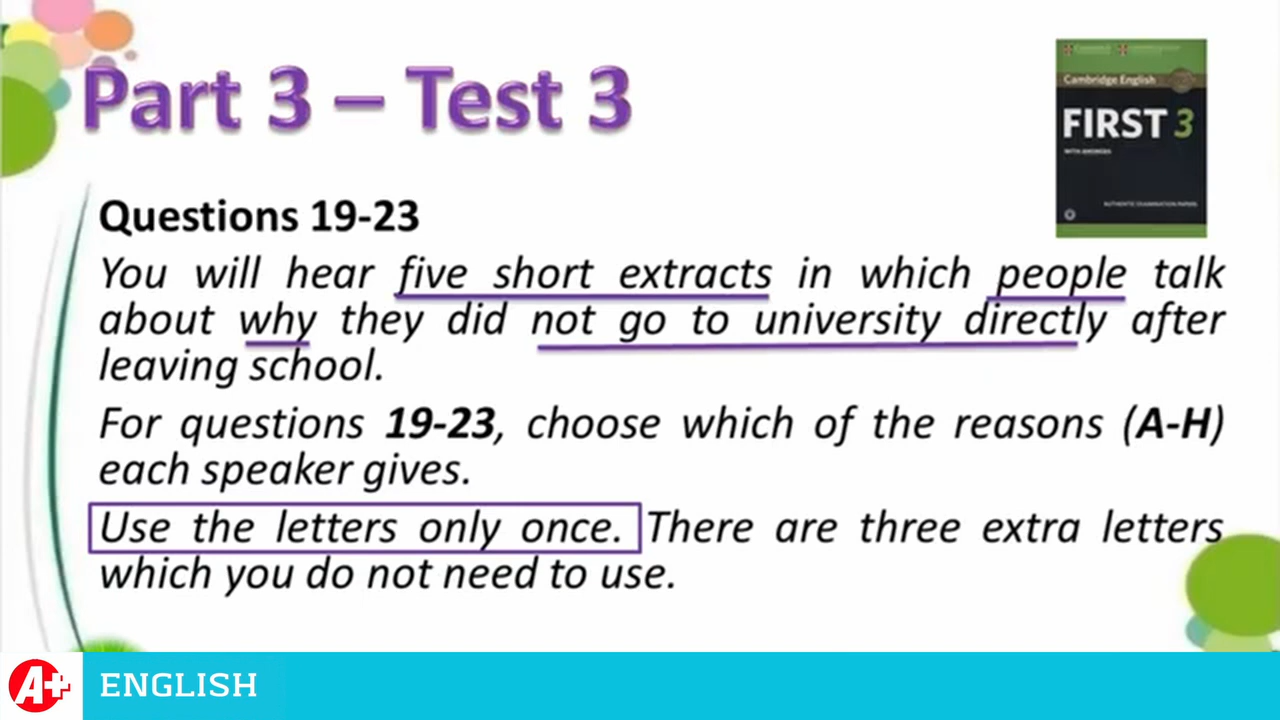 Part 3 – Test 3
Cambridge English
FIRST 3
WITH ANSWERS
AUTHENTIC EXAMINATION PAPERS
Questions 19-23
You will hear five short extracts in which people talk
about why they did not go to university directly after
leaving school.
For questions 19-23, choose which of the reasons (A-H)
each speaker gives.
Use the letters only once. There are three extra letters
which you do not need to use.
A+ ENGLISH